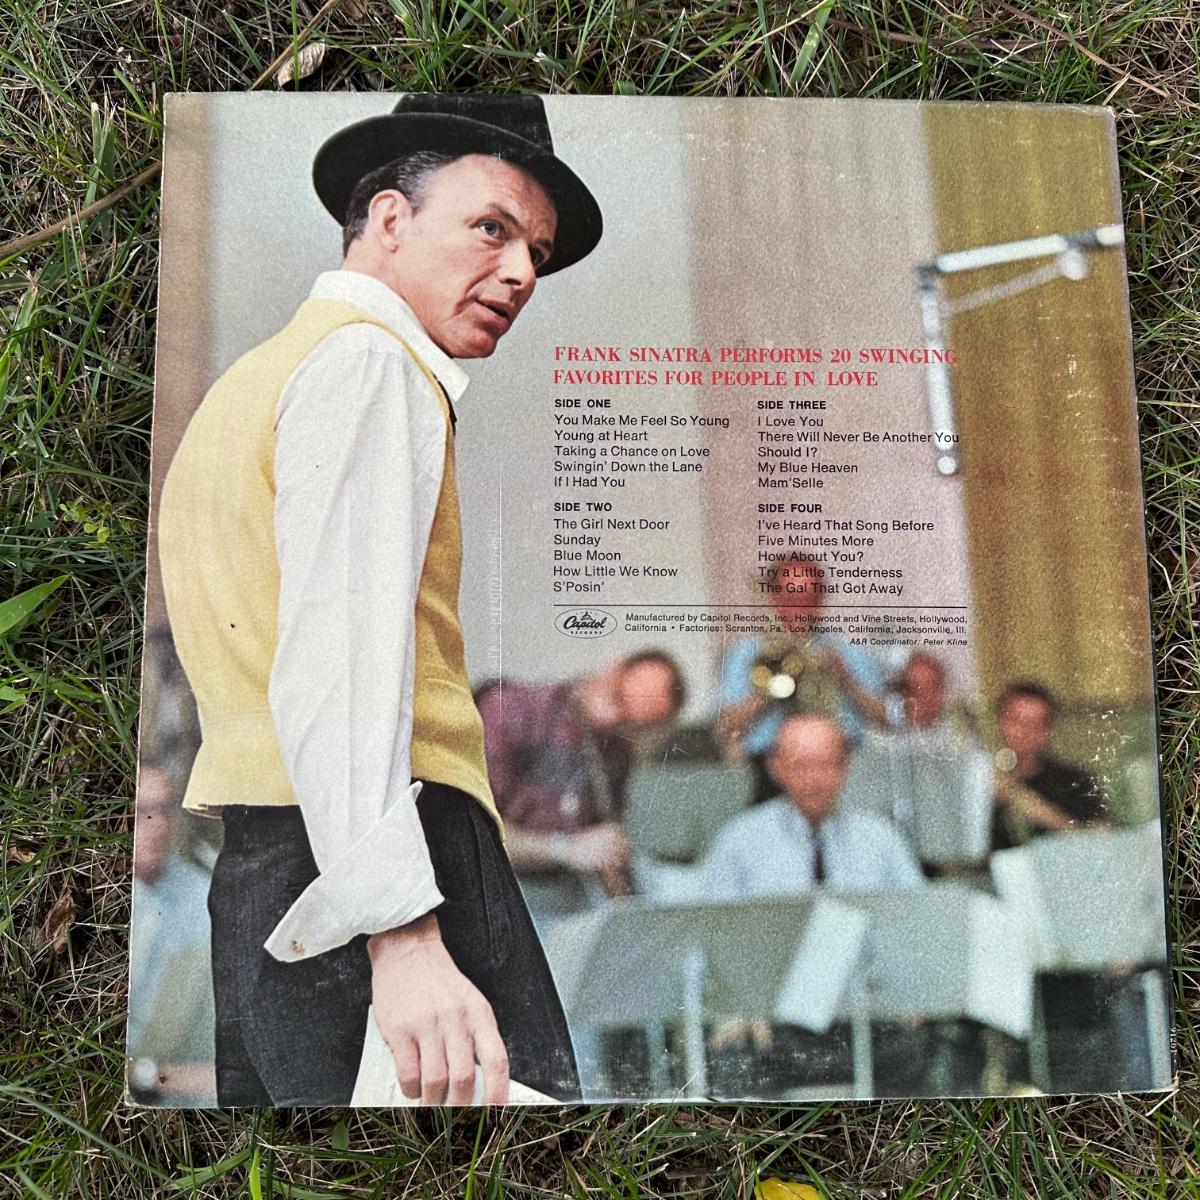 FRANK SINATRA PERFORMS 20 SWINGING
FAVORITES FOR PEOPLE IN LOVE
SIDE ONE
You Make Me Feel So Young
Young at Heart
Taking a Chance on Love
Swingin' Down the Lane
If I Had You
SIDE TWO
The Girl Next Door
Sunday
Blue Moon
How Little We Know
S'Posin'
SIDE THREE
I Love You
There Will Never Be Another You
Should I?
My Blue Heaven
Mam'Selle
SIDE FOUR
I've Heard That Song Before
Five Minutes More
How About You?
Try a Little Tenderness
The Gal That Got Away
Capitol
RECORDS
Manufactured by Capitol Records, Inc., Hollywood and Vine Streets, Hollywood,
California • Factories: Scranton, Pa.; Los Angeles, California; Jacksonville, Ill.
A&R Coordinator: Peter Kline